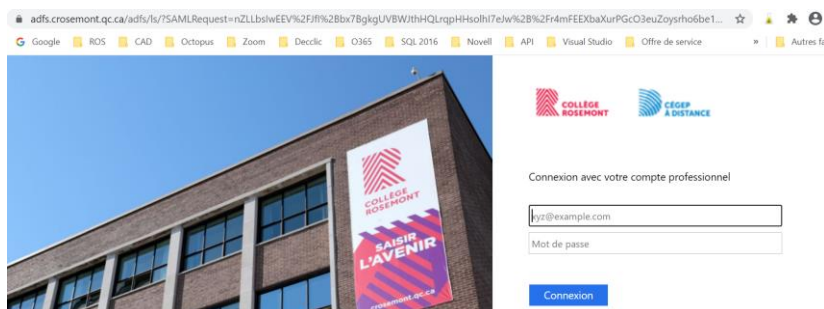 adfs.crosemont.qc.ca/adfs/ls/?SAMLRequest=nZLLbslwEEV%2FJfl%2Bbx7BgkgUVBWJthHQLrqpHHsolhI7eJw%2B%2Fr4mFEEXbaXurPGcO3euZoysrho6be1...
Google ROS CAD Octopus Zoom Decclic O365 SQL 2016 Novell API Visual Studio Offre de service » Autres fa
COLLÈGE
ROSEMONT
CÉGEP
À DISTANCE
Connexion avec votre compte professionnel
xyz@example.com
Mot de passe
Connexion
COLLÈGE
ROSEMONT
SAISIR
L'AVENIR
crosemont.qc.ca